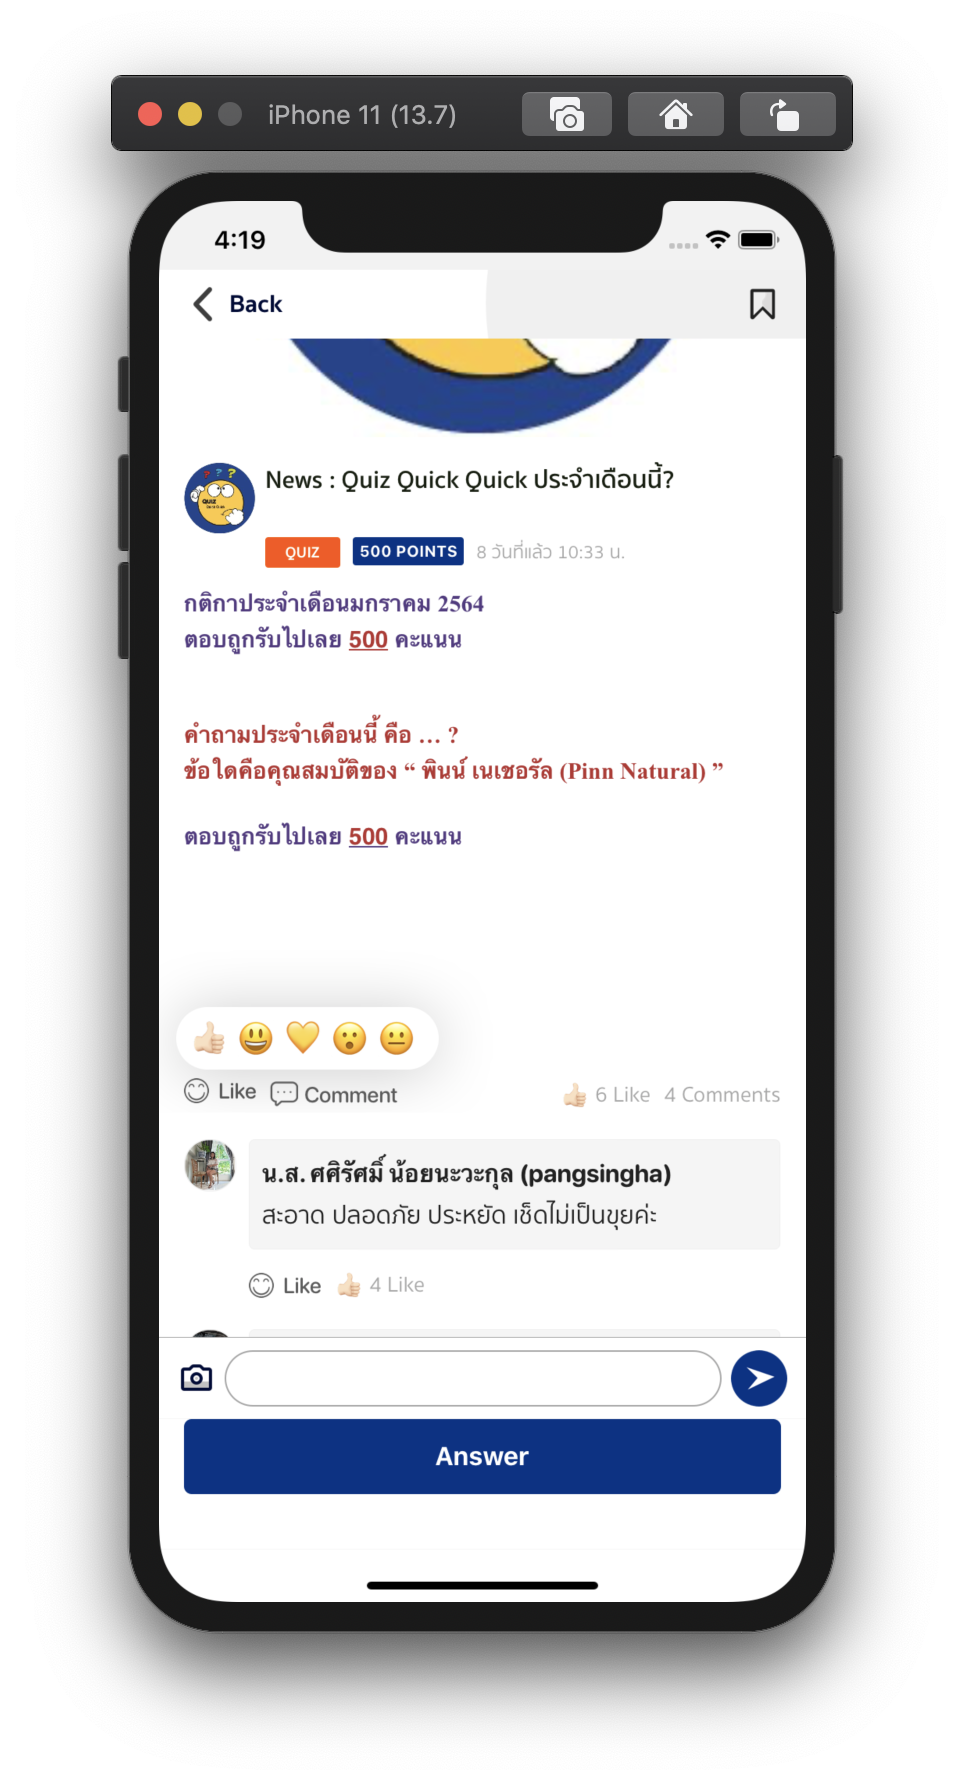 iPhone 11 (13.7)
4:19
Back
QUIZ
News : Quiz Quick Quick ประจำเดือนนี้?
QUIZ
500 POINTS
8 วันที่แล้ว 10:33 น.
กติกาประจำเดือนมกราคม 2564
ตอบถูกรับไปเลย 500 คะแนน
คำถามประจำเดือนนี้ คือ ... ?
ข้อใดคือคุณสมบัติของ “ พินน์ เนเชอรัล (Pinn Natural) ”
ตอบถูกรับไปเลย 500 คะแนน
Like
Comment
6 Like
4 Comments
น.ส. ศศิรัศมิ์ น้อยนะวะกุล (pangsingha)
สะอาด ปลอดภัย ประหยัด เช็ดไม่เป็นขุยค่ะ
Like
4 Like
Answer